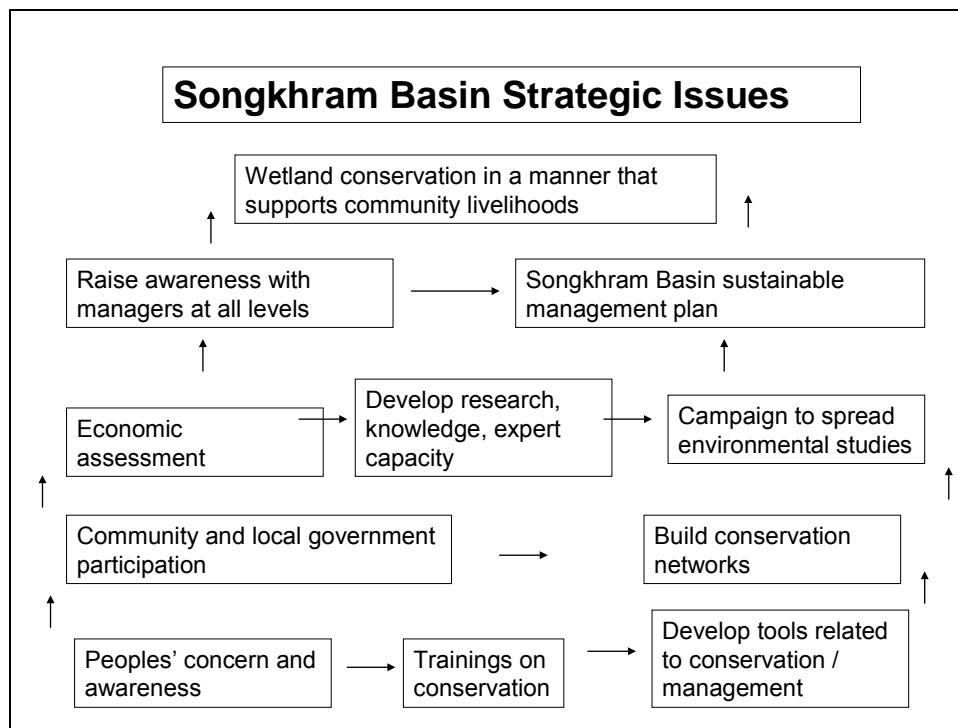 Songkhram Basin Strategic Issues
Wetland conservation in a manner that
supports community livelihoods
Raise awareness with
managers at all levels
Songkhram Basin sustainable
management plan
Economic
assessment
Develop research,
knowledge, expert
capacity
Campaign to spread
environmental studies
Community and local government
participation
Build conservation
networks
Peoples’ concern and
awareness
Trainings on
conservation
Develop tools related
to conservation /
management